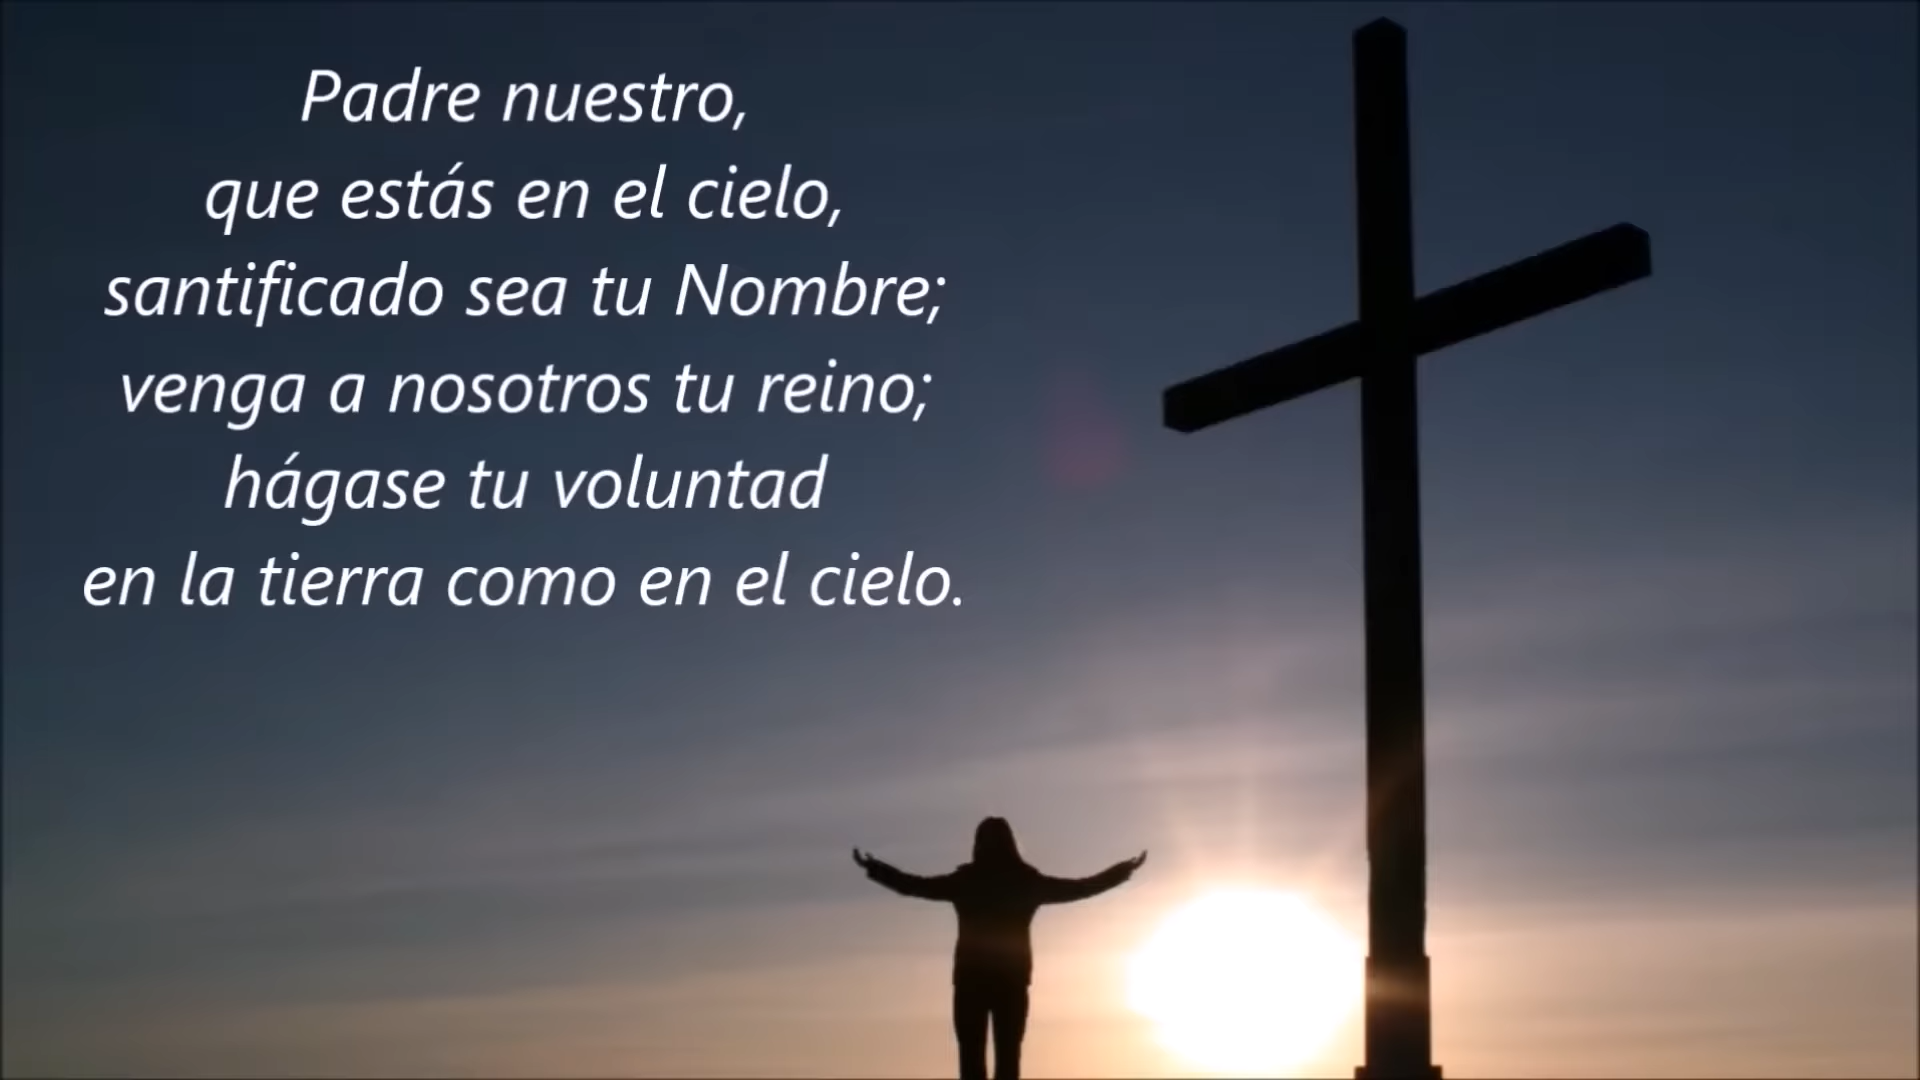 Padre nuestro,
que estás en el cielo,
santificado sea tu Nombre;
venga a nosotros tu reino;
hágase tu voluntad
en la tierra como en el cielo.